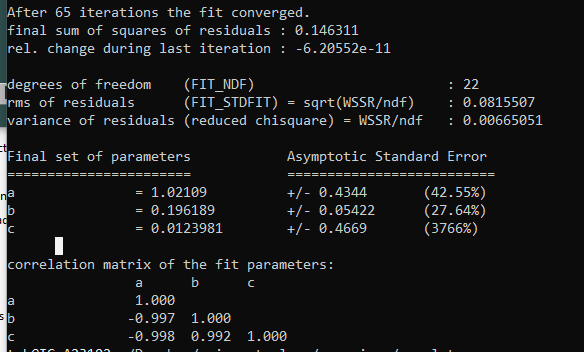 After 65 iterations the fit converged.
final sum of squares of residuals : 0.146311
rel. change during last iteration : -6.20552e-11
degrees of freedom    (FIT_NDF)                        : 22
rms of residuals      (FIT_STDFIT) = sqrt(WSSR/ndf)    : 0.0815507
variance of residuals (reduced chisquare) = WSSR/ndf   : 0.00665051
Final set of parameters            Asymptotic Standard Error
=======================            ==========================
a               = 1.02109          +/- 0.4344       (42.55%)
b               = 0.196189         +/- 0.05422      (27.64%)
c               = 0.0123981        +/- 0.4669       (3766%)
correlation matrix of the fit parameters:
                a      b      c
a               1.000
b              -0.997  1.000
c              -0.998  0.992  1.000